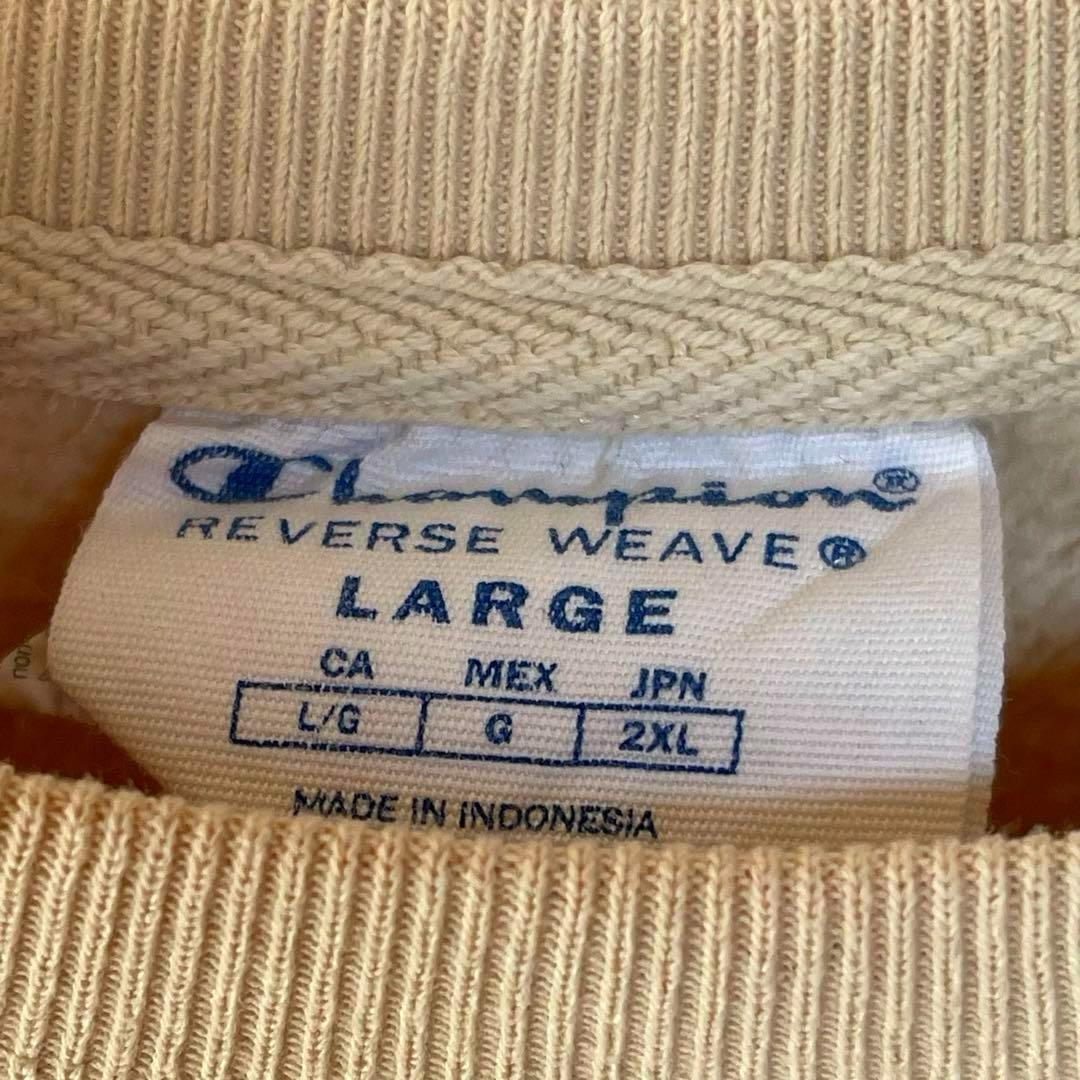 Champion®
REVERSE WEAVE®
LARGE
CA MEX JPN
L/G G 2XL
MADE IN INDONESIA